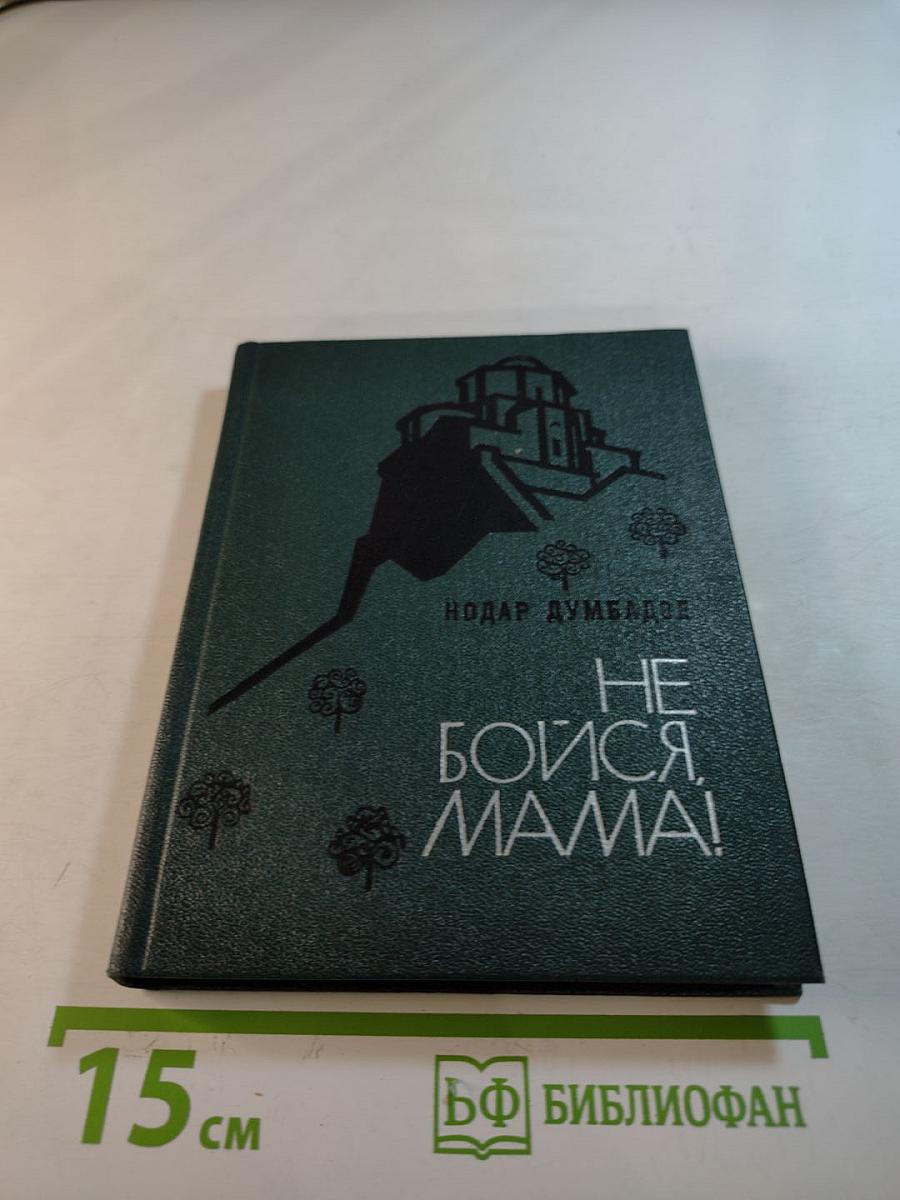 НОДАР ДУМБАДЗЕ
НЕ
БОЙСЯ,
МАМА!
15 см
БФ БИБЛИОФАН